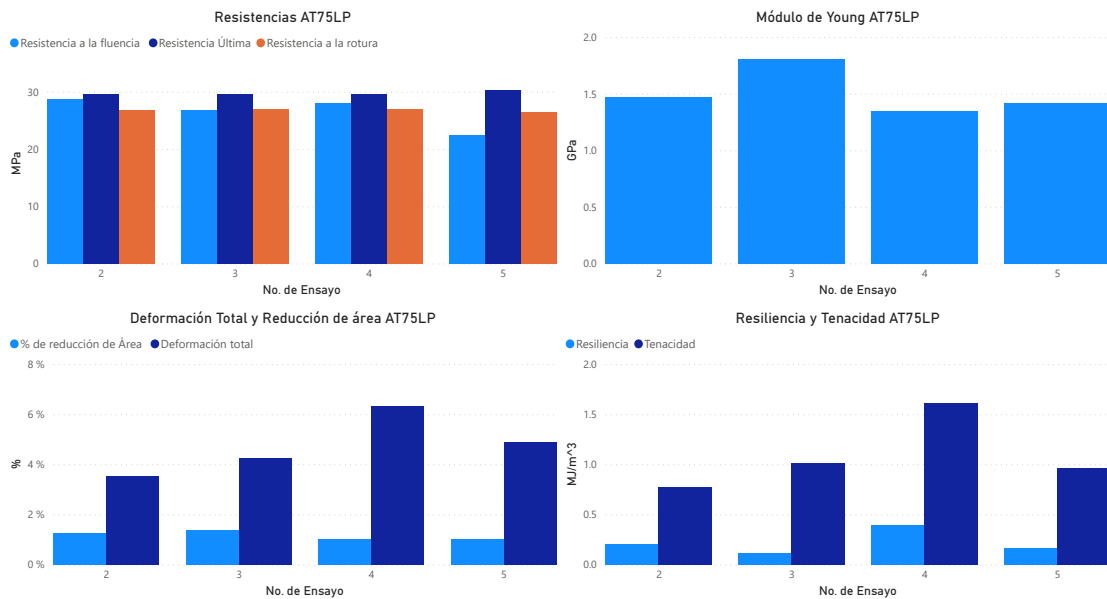 Resistencias AT75LP
Resistencia a la fluencia Resistencia Última Resistencia a la rotura
MPa
30
20
10
0
2 3 4 5
No. de Ensayo
Módulo de Young AT75LP
GPa
2.0
1.5
1.0
0.5
0.0
2 3 4 5
No. de Ensayo
Deformación Total y Reducción de área AT75LP
% de reducción de Área Deformación total
%
8 %
6 %
4 %
2 %
0 %
2 3 4 5
No. de Ensayo
Resiliencia y Tenacidad AT75LP
Resiliencia Tenacidad
MJ/m^3
2.0
1.5
1.0
0.5
0.0
2 3 4 5
No. de Ensayo